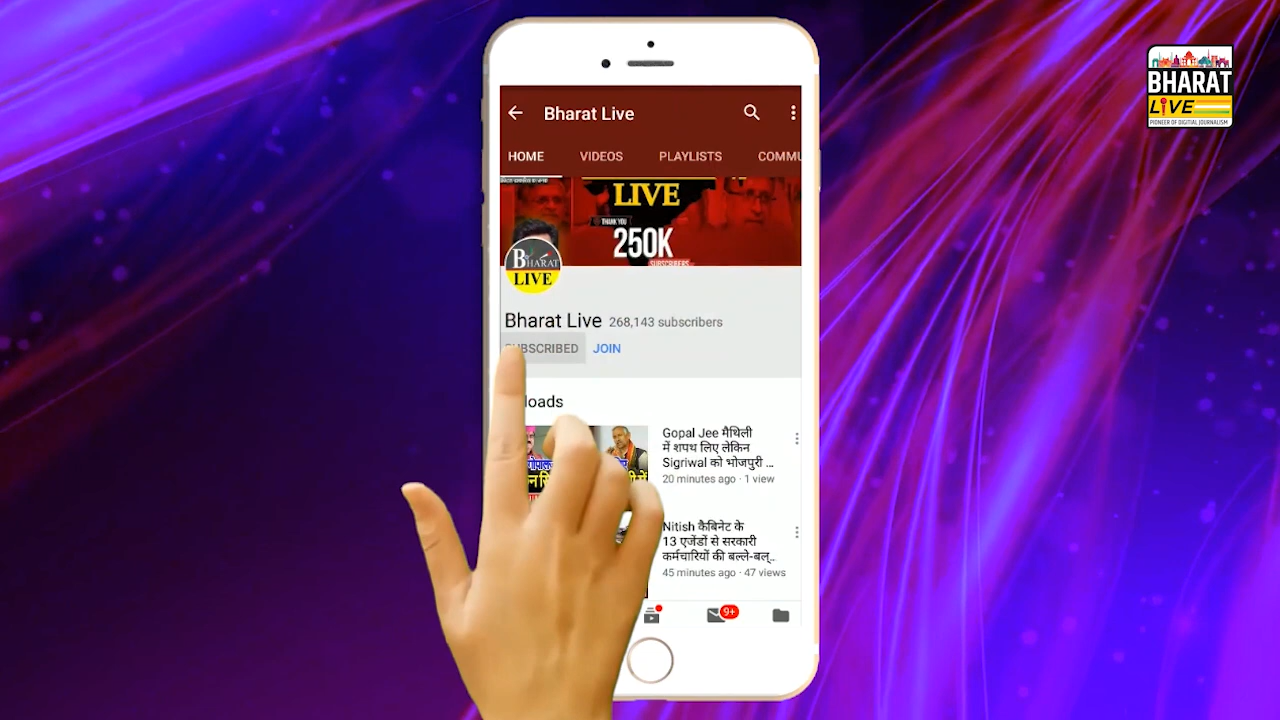 Bharat Live
HOME VIDEOS PLAYLISTS COMMU
LIVE
THANK YOU
250K
SUBSCRIBERS
BHARAT
LIVE
Bharat Live 268,143 subscribers
SUBSCRIBED JOIN
loads
Gopal Jee मैथिली
में शपथ लिए लेकिन
Sigriwal को भोजपुरी ...
20 minutes ago · 1 view
Nitish कैबिनेट के
13 एजेंडों से सरकारी
कर्मचारियों की बल्ले-बल्..
45 minutes ago · 47 views
9+
BHARAT
LIVE
PIONEER OF DIGITIAL JOURNALISM